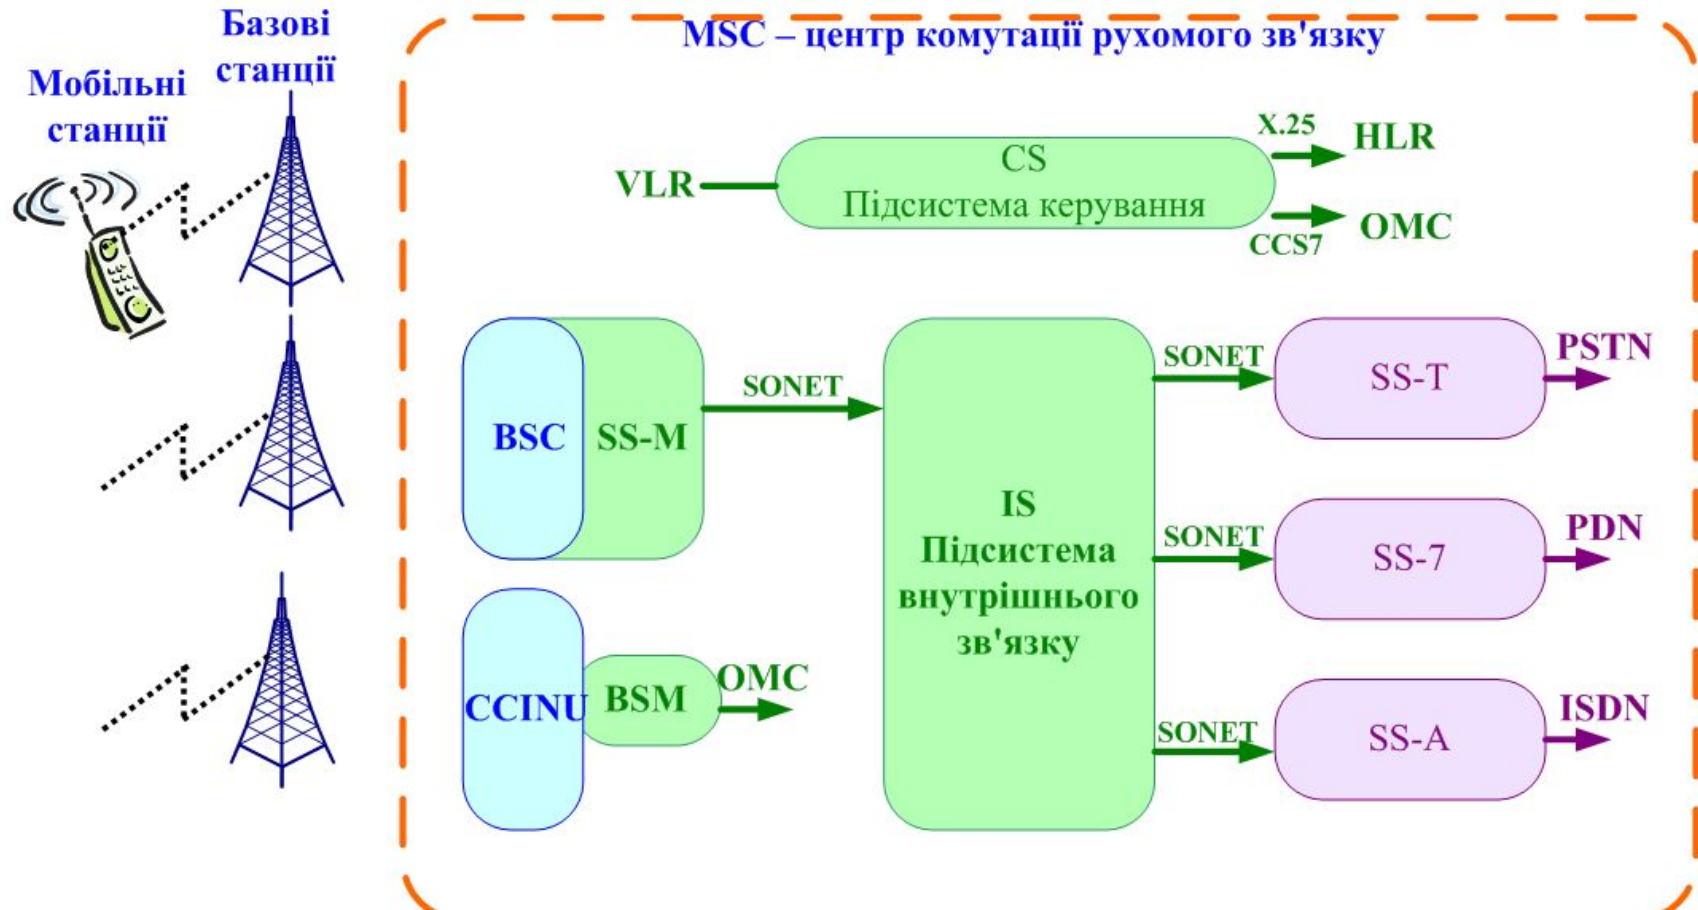 Базові
станції
Мобільні
станції
MSC – центр комутації рухомого зв'язку
VLR
CS
Підсистема керування
X.25
HLR
CCS7
OMC
BSC
SS-M
SONET
IS
Підсистема
внутрішнього
зв'язку
SONET
SS-T
PSTN
SONET
SS-7
PDN
SONET
SS-A
ISDN
CCINU
BSM
OMC